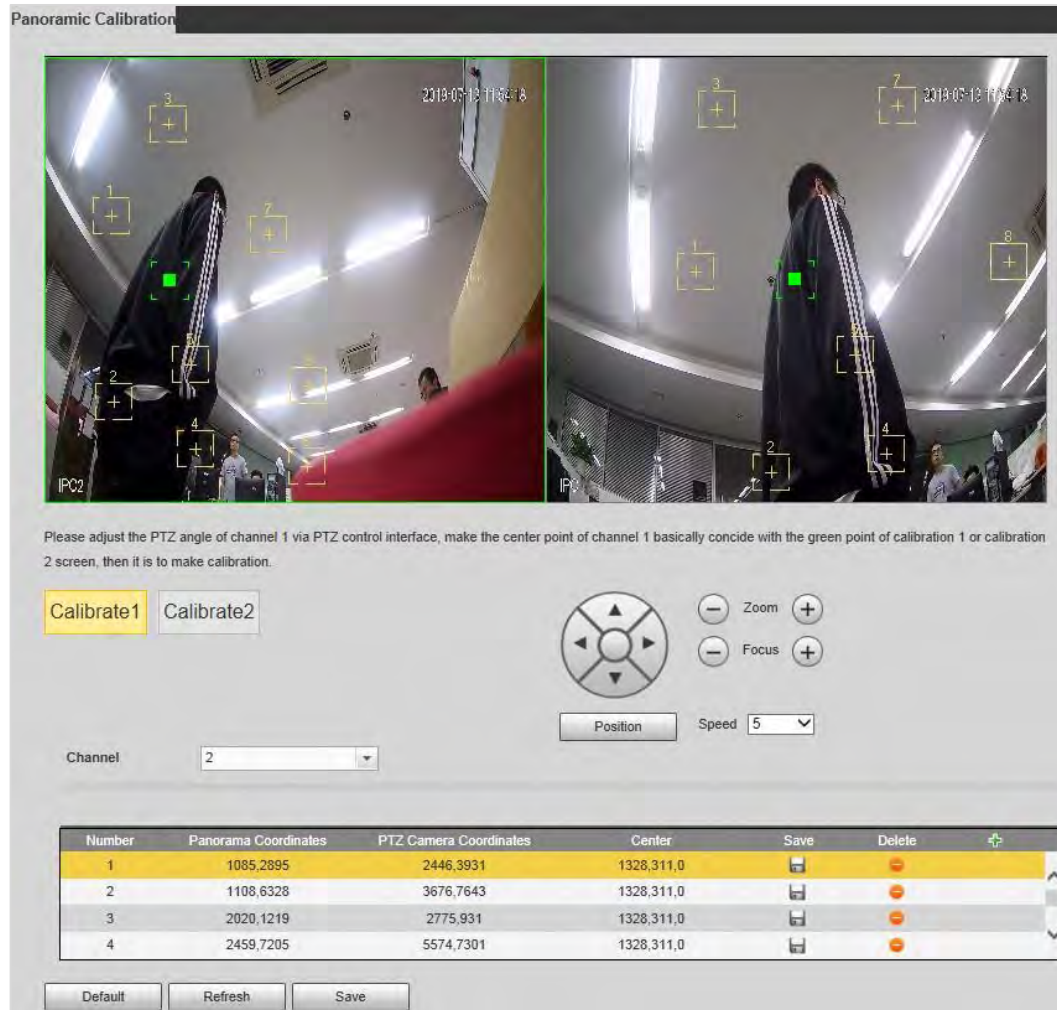 Panoramic Calibration
2019-07-13 11:54:18
2019-07-13 11:54:18
3
1
7
5
2
4
IPC2
3
7
1
8
5
2
4
IPC
Please adjust the PTZ angle of channel 1 via PTZ control interface, make the center point of channel 1 basically concide with the green point of calibration 1 or calibration
2 screen, then it is to make calibration.
Calibrate1 Calibrate2
Zoom
Focus
Position Speed 5
Channel 2
Number Panorama Coordinates PTZ Camera Coordinates Center Save Delete
1 1085,2895 2446,3931 1328,311,0
2 1108,6328 3676,7643 1328,311,0
3 2020,1219 2775,931 1328,311,0
4 2459,7205 5574,7301 1328,311,0
Default Refresh Save